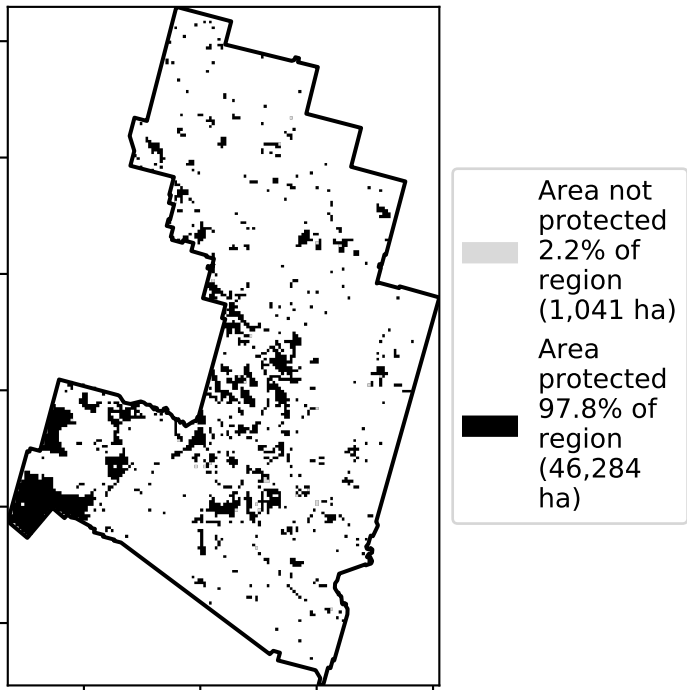 Area not
protected
2.2% of
region
(1,041 ha)
Area
protected
97.8% of
region
(46,284
ha)